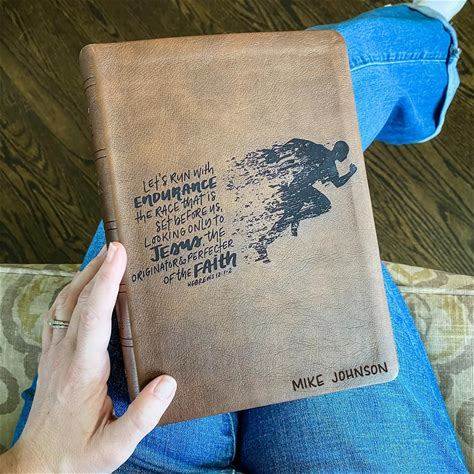 Let's run with
endurance
the race that is
set before us,
looking only to
Jesus, the
originator & perfecter
of the faith
Hebrews 12:1-2
MIKE JOHNSON